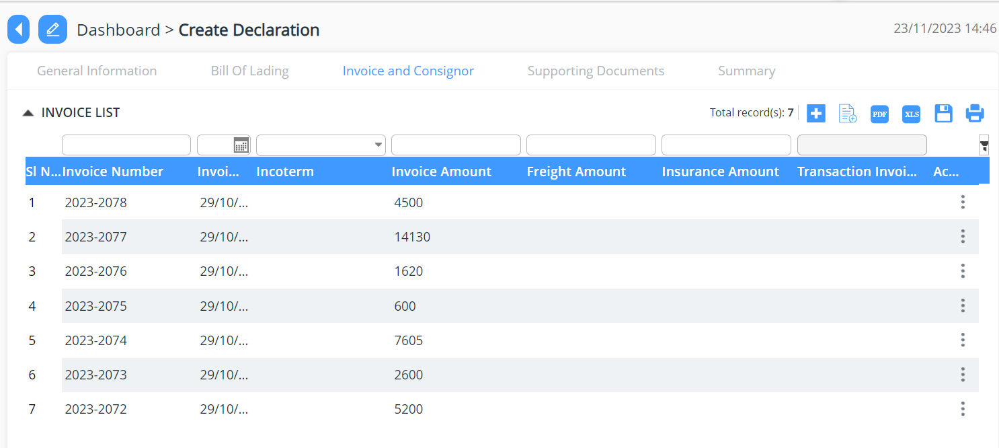 Dashboard > Create Declaration
23/11/2023 14:46
General Information Bill Of Lading Invoice and Consignor Supporting Documents Summary
INVOICE LIST
Total record(s): 7 PDF XLS
Sl N... Invoice Number Invoi... Incoterm Invoice Amount Freight Amount Insurance Amount Transaction Invoi... Ac...
1 2023-2078 29/10/... 4500
2 2023-2077 29/10/... 14130
3 2023-2076 29/10/... 1620
4 2023-2075 29/10/... 600
5 2023-2074 29/10/... 7605
6 2023-2073 29/10/... 2600
7 2023-2072 29/10/... 5200